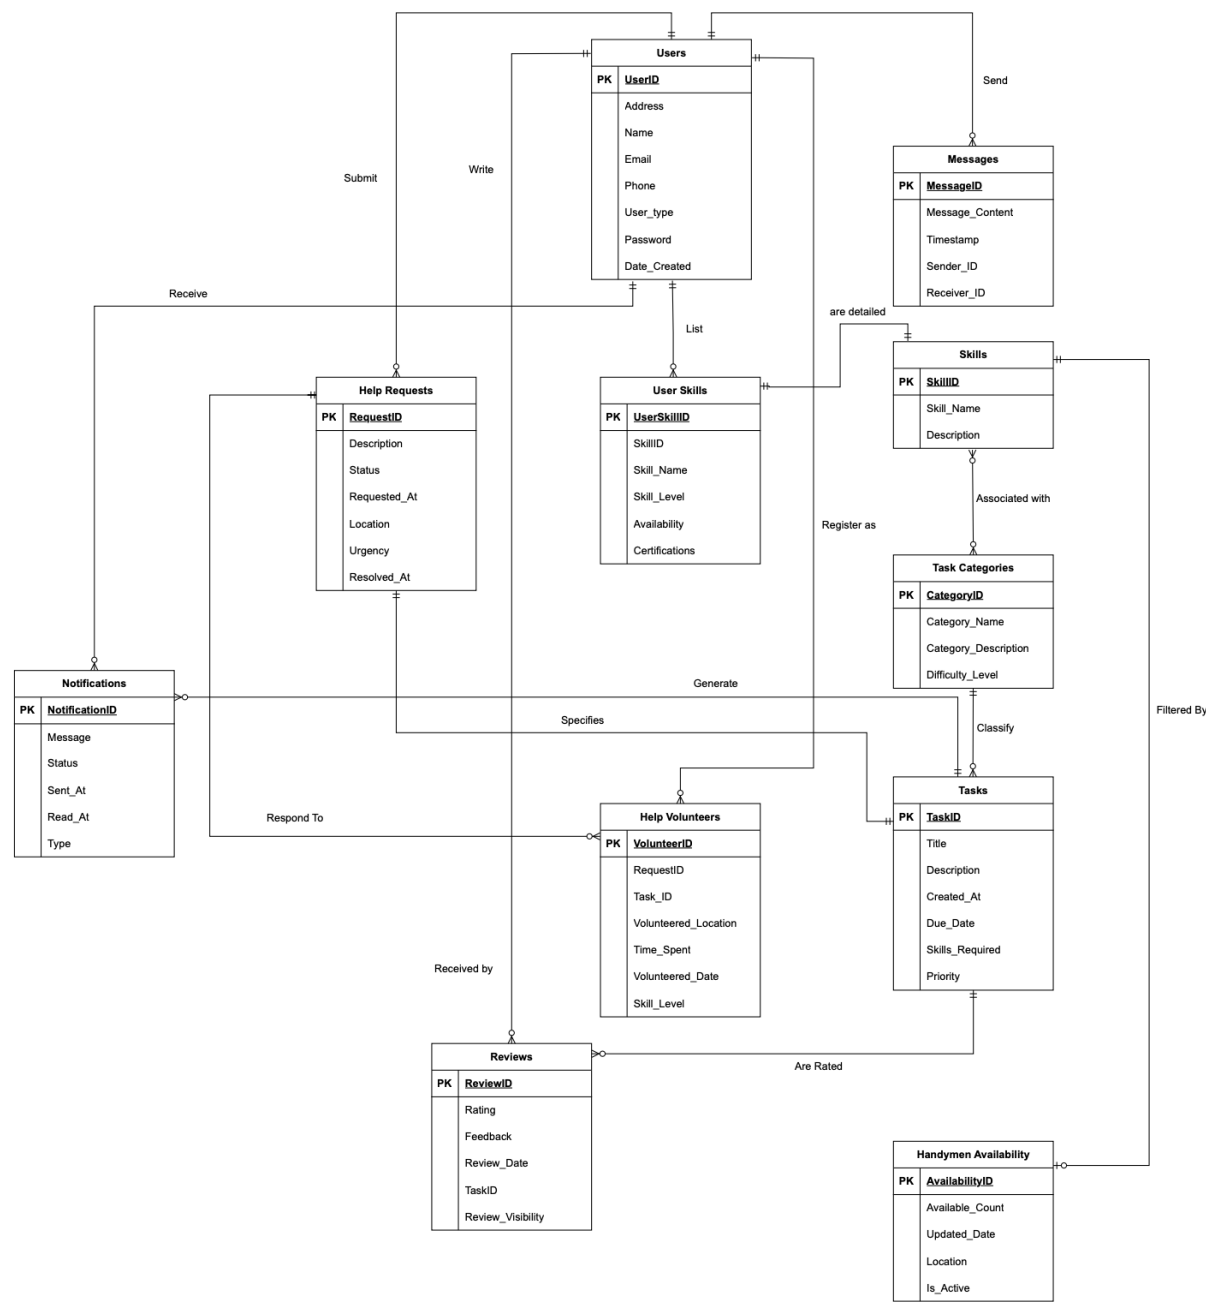 Users
PK UserID
Address
Name
Email
Phone
User_type
Password
Date_Created
Send
Messages
PK MessageID
Message_Content
Timestamp
Sender_ID
Receiver_ID
Submit
Write
Receive
List
are detailed
Skills
PK SkillID
Skill_Name
Description
Help Requests
PK RequestID
Description
Status
Requested_At
Location
Urgency
Resolved_At
User Skills
PK UserSkillID
SkillID
Skill_Name
Skill_Level
Availability
Certifications
Associated with
Register as
Task Categories
PK CategoryID
Category_Name
Category_Description
Difficulty_Level
Notifications
PK NotificationID
Message
Status
Sent_At
Read_At
Type
Generate
Specifies
Classify
Filtered By
Respond To
Help Volunteers
PK VolunteerID
RequestID
Task_ID
Volunteered_Location
Time_Spent
Volunteered_Date
Skill_Level
Tasks
PK TaskID
Title
Description
Created_At
Due_Date
Skills_Required
Priority
Received by
Are Rated
Reviews
PK ReviewID
Rating
Feedback
Review_Date
TaskID
Review_Visibility
Handymen Availability
PK AvailabilityID
Available_Count
Updated_Date
Location
Is_Active